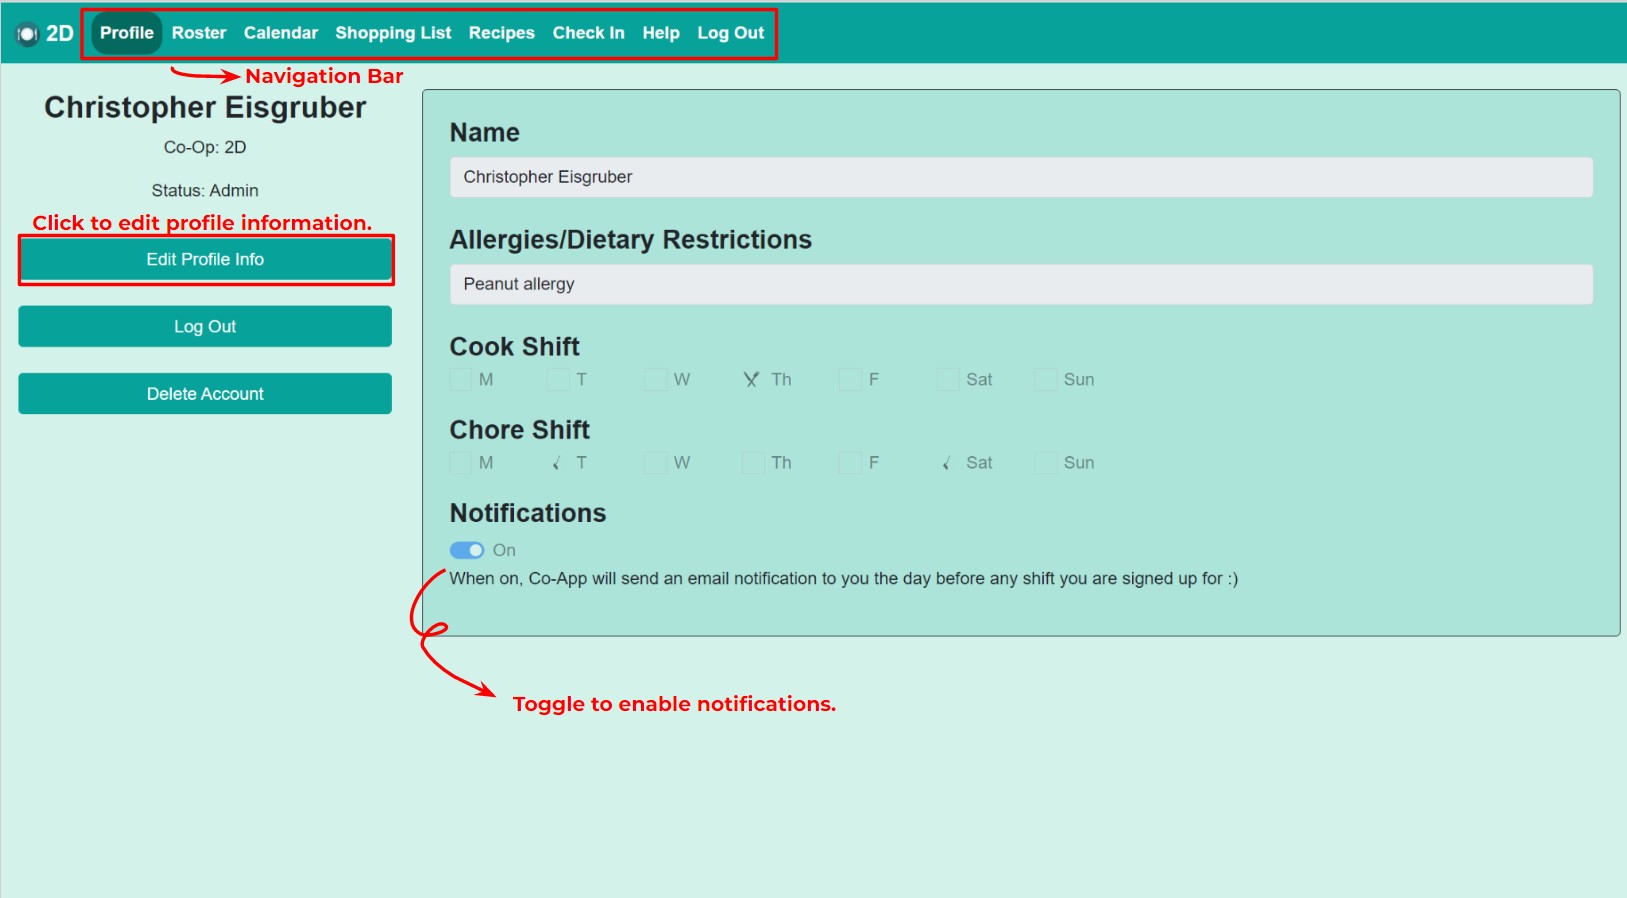 2D Profile Roster Calendar Shopping List Recipes Check In Help Log Out
Navigation Bar
Christopher Eisgruber
Co-Op: 2D
Status: Admin
Click to edit profile information.
Edit Profile Info
Log Out
Delete Account
Name
Christopher Eisgruber
Allergies/Dietary Restrictions
Peanut allergy
Cook Shift
M T W Th F Sat Sun
Chore Shift
M T W Th F Sat Sun
Notifications
On
When on, Co-App will send an email notification to you the day before any shift you are signed up for :)
Toggle to enable notifications.